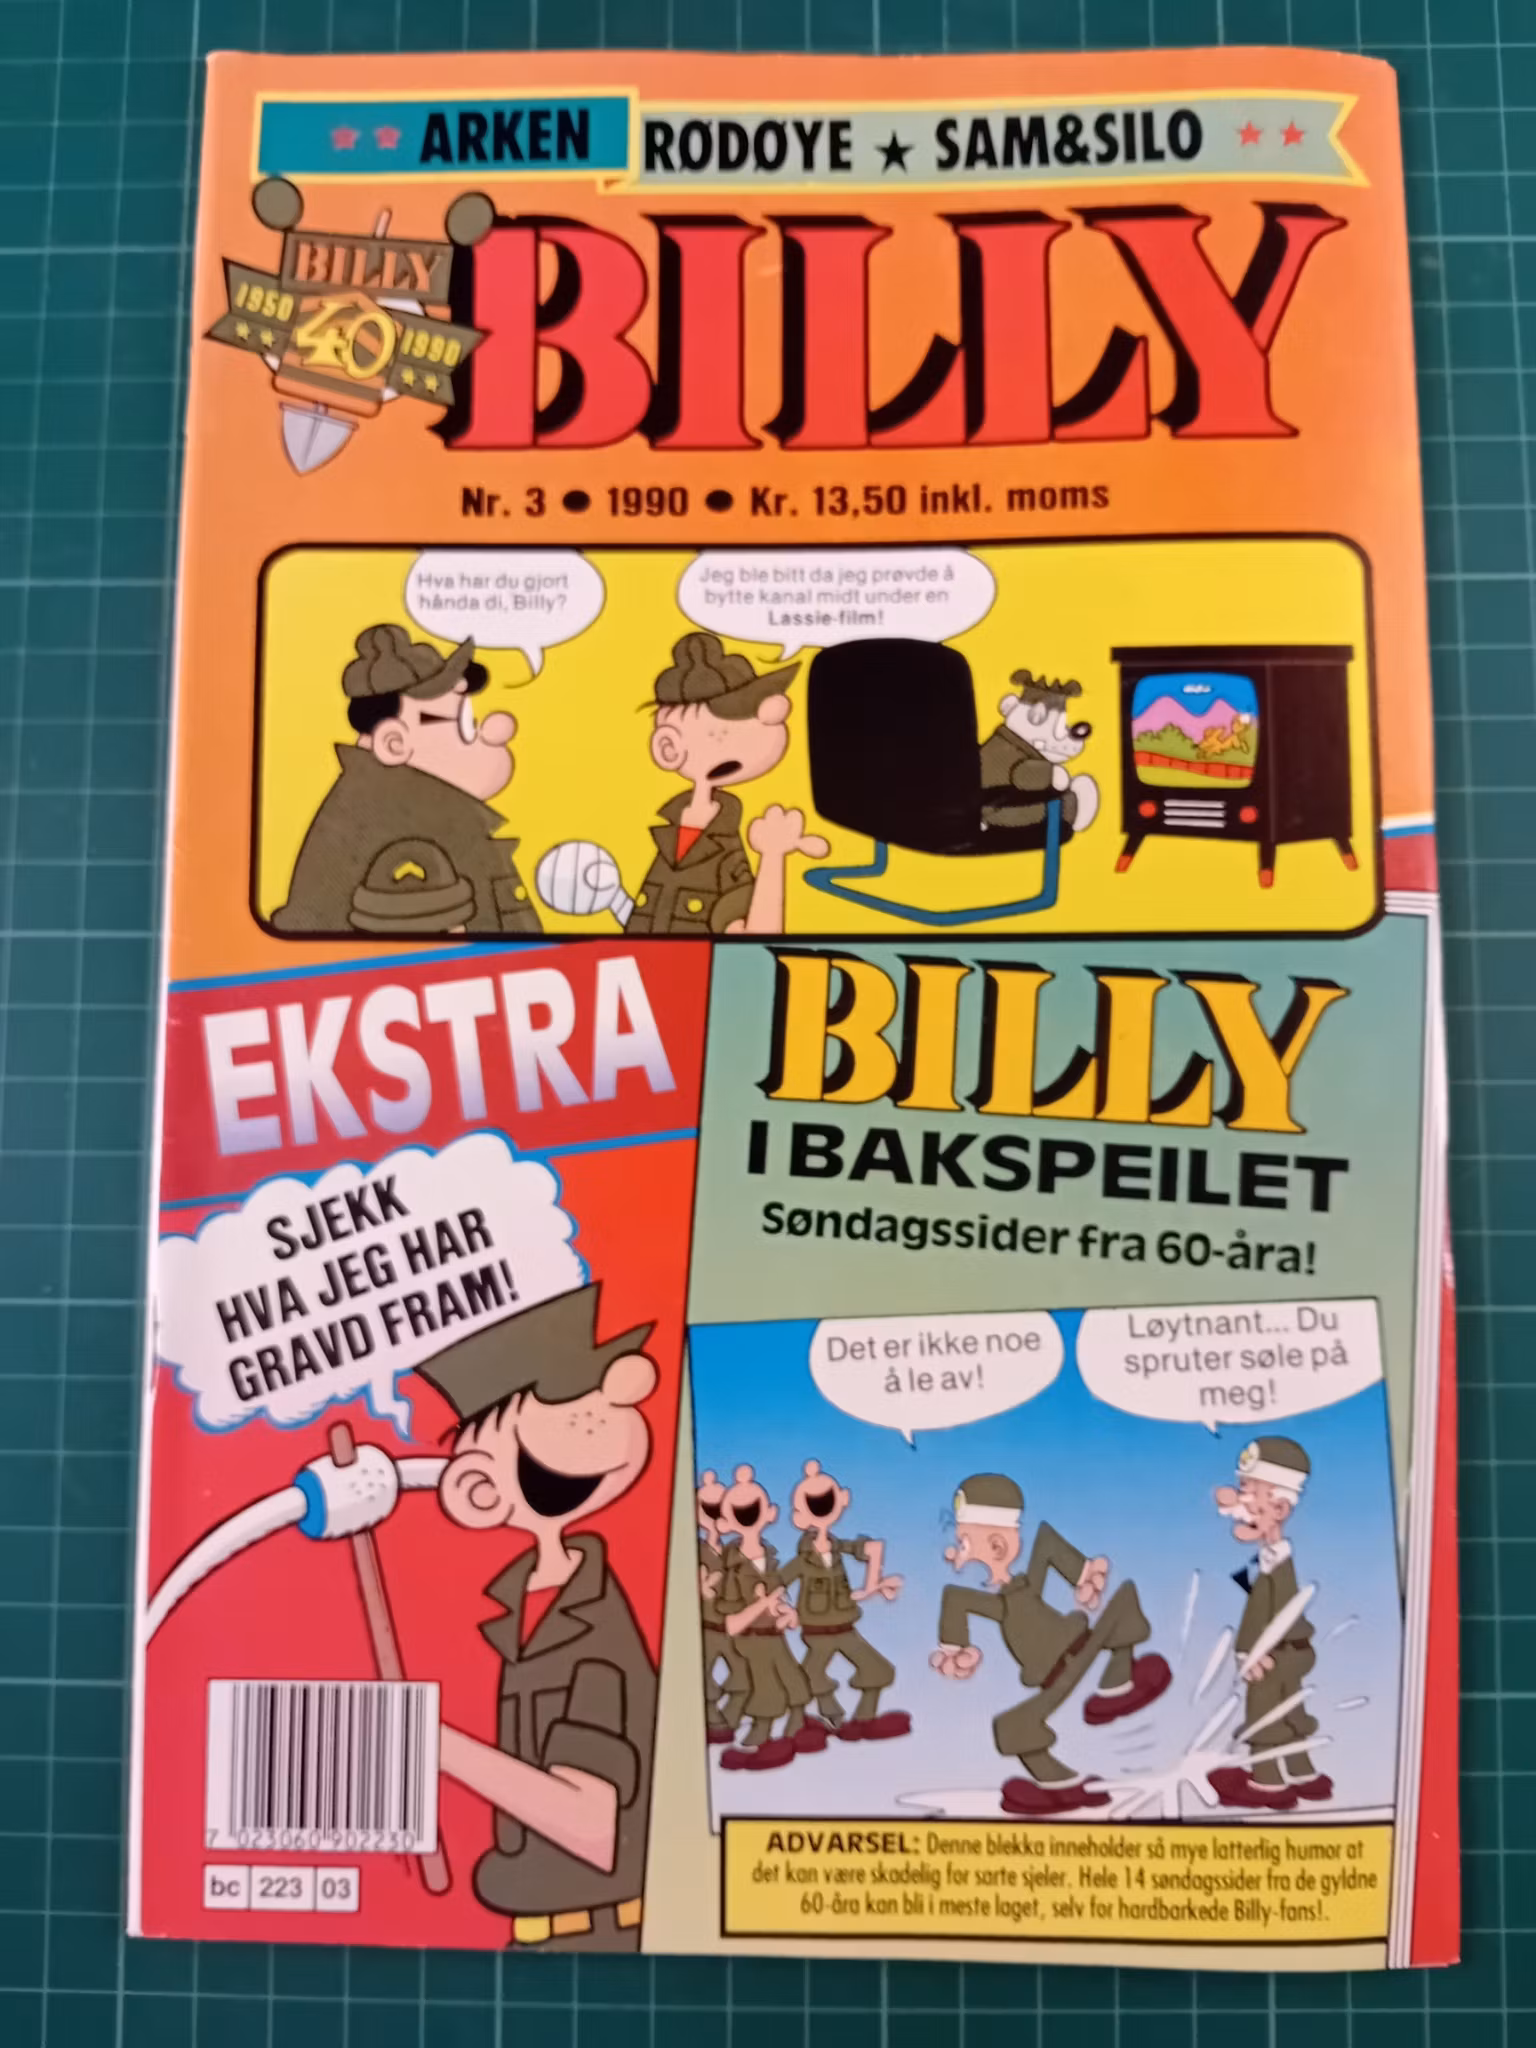 ARKEN
RØDØYE ★ SAM&SILO
BILLY
1950
40
1990
BILLY
Nr. 3 ● 1990 ● Kr. 13,50 inkl. moms
Hva har du gjort
hånda di, Billy?
Jeg ble bitt da jeg prøvde å
bytte kanal midt under en
Lassie-film!
EKSTRA
SJEKK
HVA JEG HAR
GRAVD FRAM!
BILLY
I BAKSPEILET
Søndagssider fra 60-åra!
Det er ikke noe
å le av!
Løytnant... Du
spruter søle på
meg!
ADVARSEL: Denne blekka inneholder så mye latterlig humor at
det kan være skadelig for sarte sjeler. Hele 14 søndagssider fra de gyldne
60-åra kan bli i meste laget, selv for hardbarkede Billy-fans!.
7 023060 902230
bc 223 03